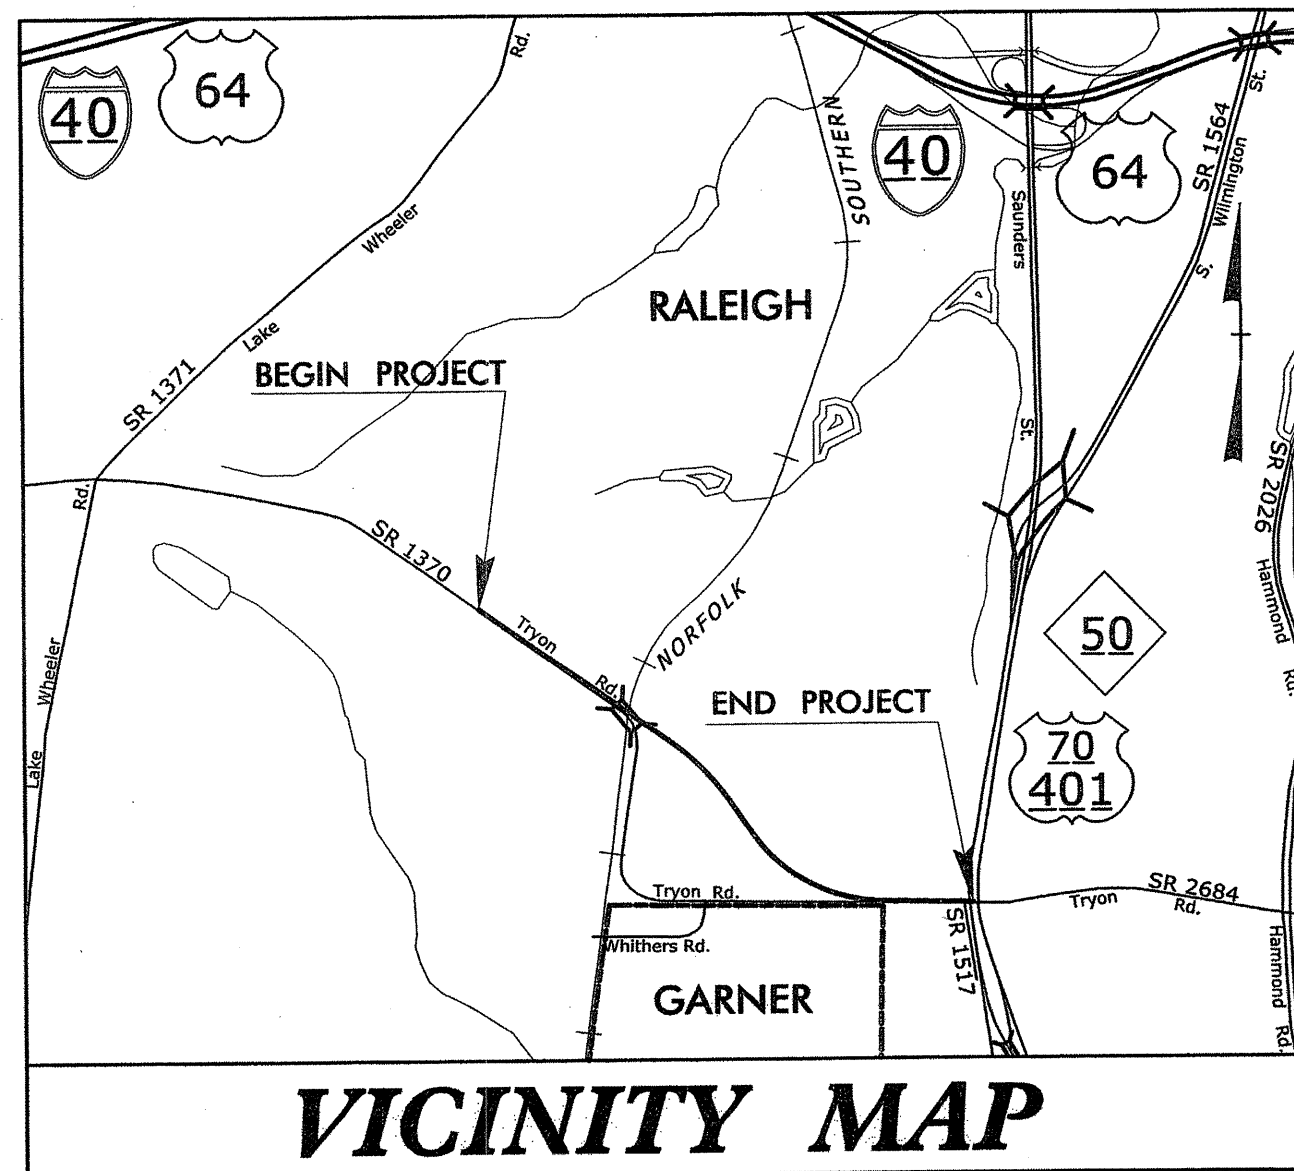 Rd.
40
64
SOUTHERN
40
64
SR 1564
St.
Wilmington
S.
Saunders
St.
Wheeler
Lake
SR 1371
RALEIGH
BEGIN PROJECT
Rd.
SR 1370
Tryon
Rd.
NORFOLK
SR 2026
Hammond
Rd.
50
Wheeler
Lake
END PROJECT
70
401
Tryon Rd.
SR 2684
Tryon
Rd.
Whithers Rd.
SR 1517
Hammond Rd.
GARNER
VICINITY MAP